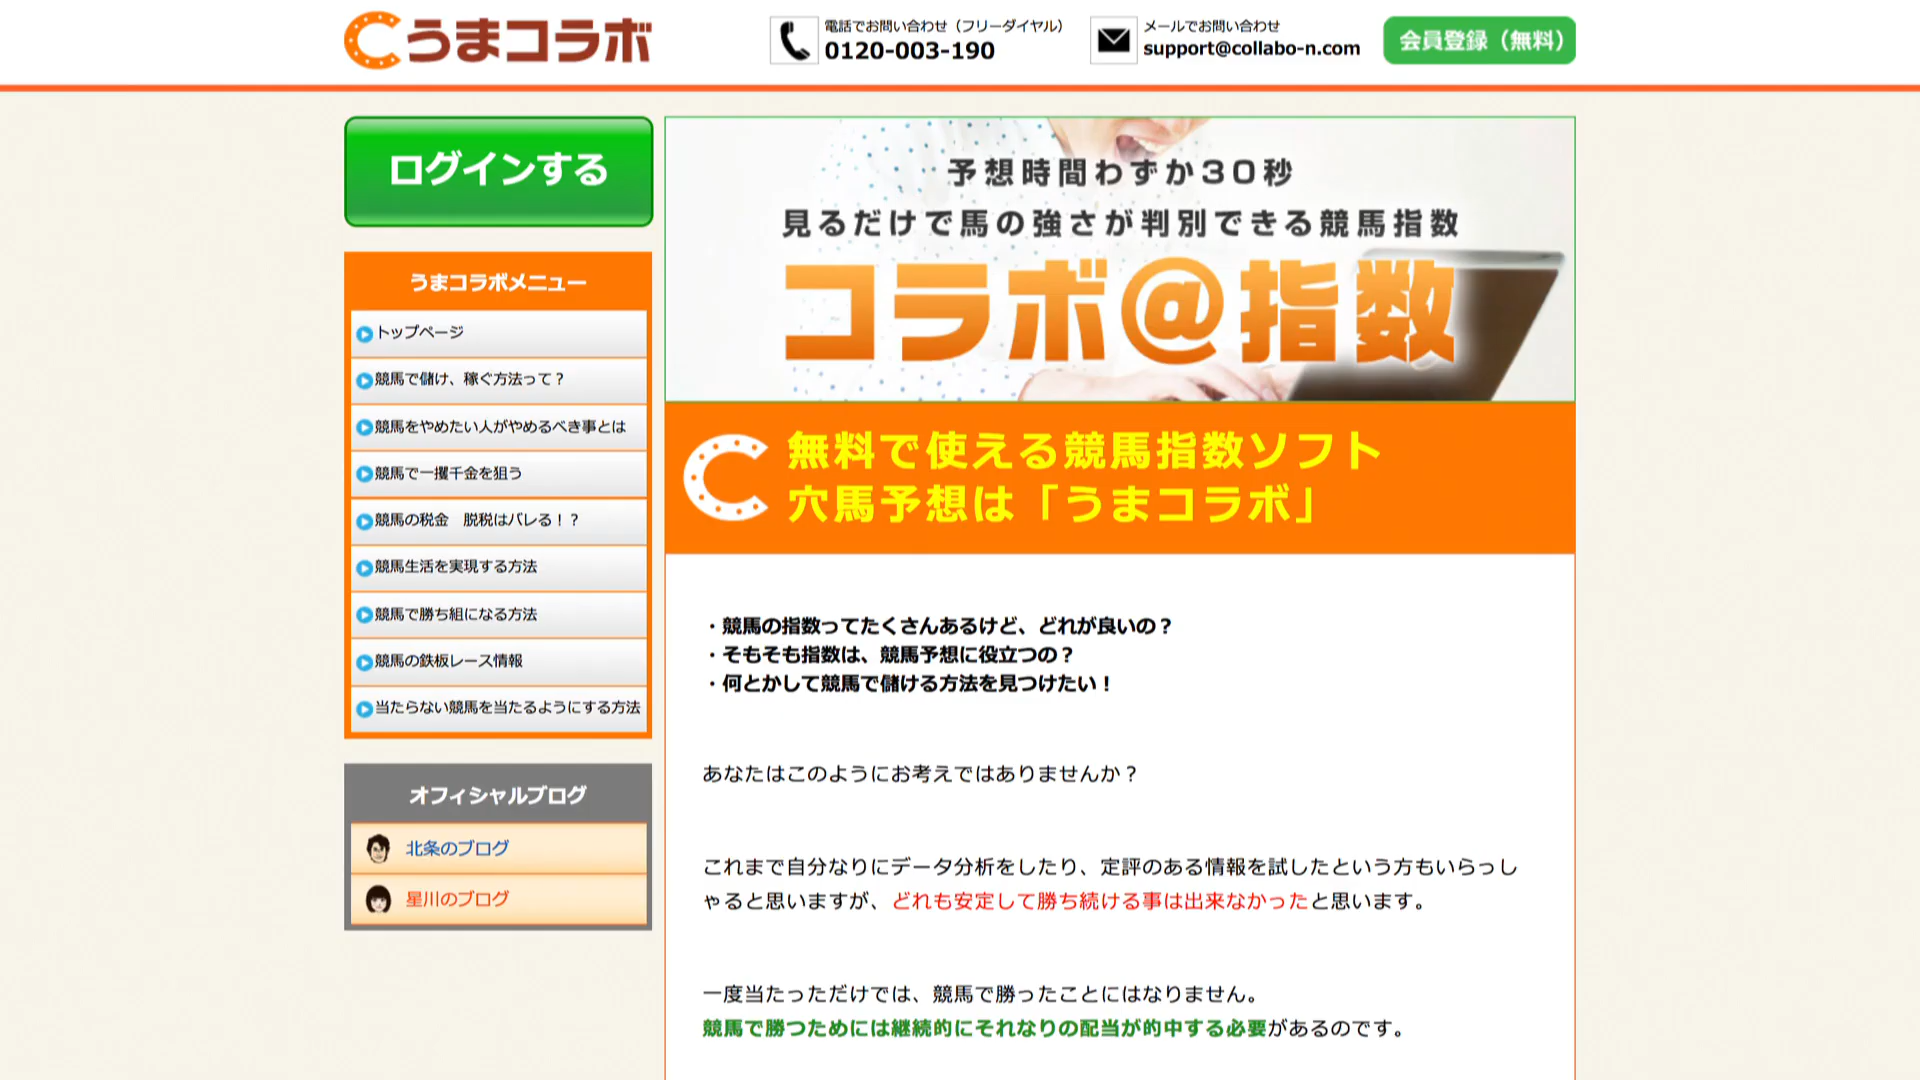 うまコラボ
電話でお問い合わせ（フリーダイヤル）
0120-003-190
メールでお問い合わせ
support@collabo-n.com
会員登録（無料）
ログインする
うまコラボメニュー
トップページ
競馬で儲け、稼ぐ方法って？
競馬をやめたい人がやめるべき事とは
競馬で一攫千金を狙う
競馬の税金　脱税はバレる！？
競馬生活を実現する方法
競馬で勝ち組になる方法
競馬の鉄板レース情報
当たらない競馬を当たるようにする方法
オフィシャルブログ
北条のブログ
星川のブログ
予想時間わずか30秒
見るだけで馬の強さが判別できる競馬指数
コラボ@指数
無料で使える競馬指数ソフト
穴馬予想は「うまコラボ」
・競馬の指数ってたくさんあるけど、どれが良いの？
・そもそも指数は、競馬予想に役立つの？
・何とかして競馬で儲ける方法を見つけたい！
あなたはこのようにお考えではありませんか？
これまで自分なりにデータ分析をしたり、定評のある情報を試したという方もいらっし
ゃると思いますが、どれも安定して勝ち続ける事は出来なかったと思います。
一度当たっただけでは、競馬で勝ったことにはなりません。
競馬で勝つためには継続的にそれなりの配当が的中する必要があるのです。